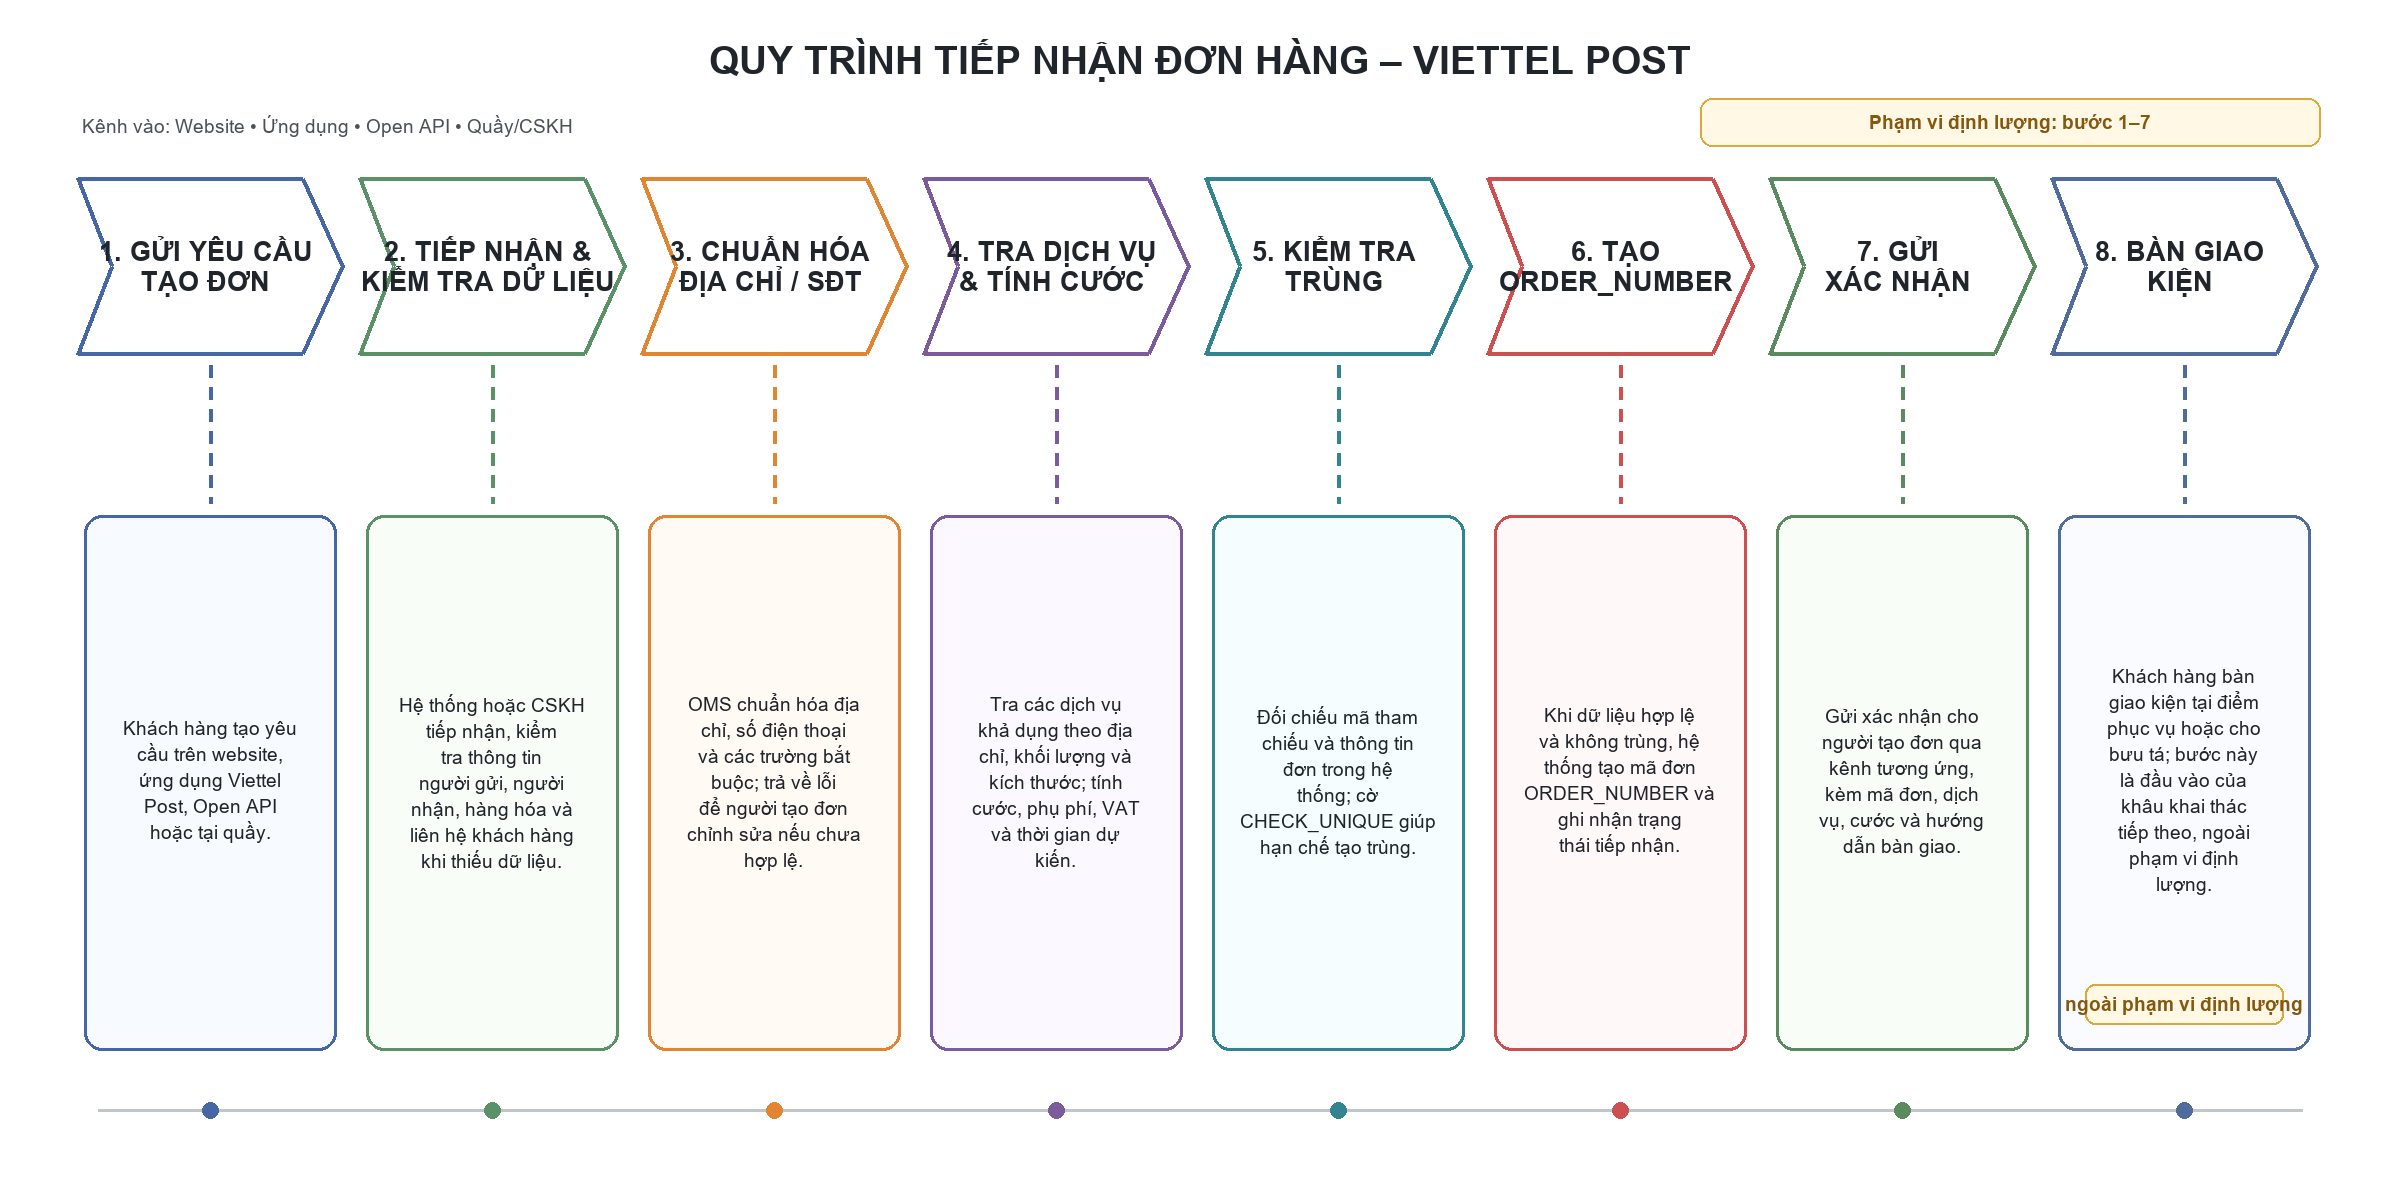 QUY TRÌNH TIẾP NHẬN ĐƠN HÀNG – VIETTEL POST
Kênh vào: Website • Ứng dụng • Open API • Quầy/CSKH
Phạm vi định lượng: bước 1–7
1. GỬI YÊU CẦU
TẠO ĐƠN
2. TIẾP NHẬN &
KIỂM TRA DỮ LIỆU
3. CHUẨN HÓA
ĐỊA CHỈ / SĐT
4. TRA DỊCH VỤ
& TÍNH CƯỚC
5. KIỂM TRA
TRÙNG
6. TẠO
ORDER_NUMBER
7. GỬI
XÁC NHẬN
8. BÀN GIAO
KIỆN
Khách hàng tạo yêu
cầu trên website,
ứng dụng Viettel
Post, Open API
hoặc tại quầy.
Hệ thống hoặc CSKH
tiếp nhận, kiểm
tra thông tin
người gửi, người
nhận, hàng hóa và
liên hệ khách hàng
khi thiếu dữ liệu.
OMS chuẩn hóa địa
chỉ, số điện thoại
và các trường bắt
buộc; trả về lỗi
để người tạo đơn
chỉnh sửa nếu chưa
hợp lệ.
Tra các dịch vụ
khả dụng theo địa
chỉ, khối lượng và
kích thước; tính
cước, phụ phí, VAT
và thời gian dự
kiến.
Đối chiếu mã tham
chiếu và thông tin
đơn trong hệ
thống; cờ
CHECK_UNIQUE giúp
hạn chế tạo trùng.
Khi dữ liệu hợp lệ
và không trùng, hệ
thống tạo mã đơn
ORDER_NUMBER và
ghi nhận trạng
thái tiếp nhận.
Gửi xác nhận cho
người tạo đơn qua
kênh tương ứng,
kèm mã đơn, dịch
vụ, cước và hướng
dẫn bàn giao.
Khách hàng bàn
giao kiện tại điểm
phục vụ hoặc cho
bưu tá; bước này
là đầu vào của
khâu khai thác
tiếp theo, ngoài
phạm vi định
lượng.
ngoài phạm vi định lượng